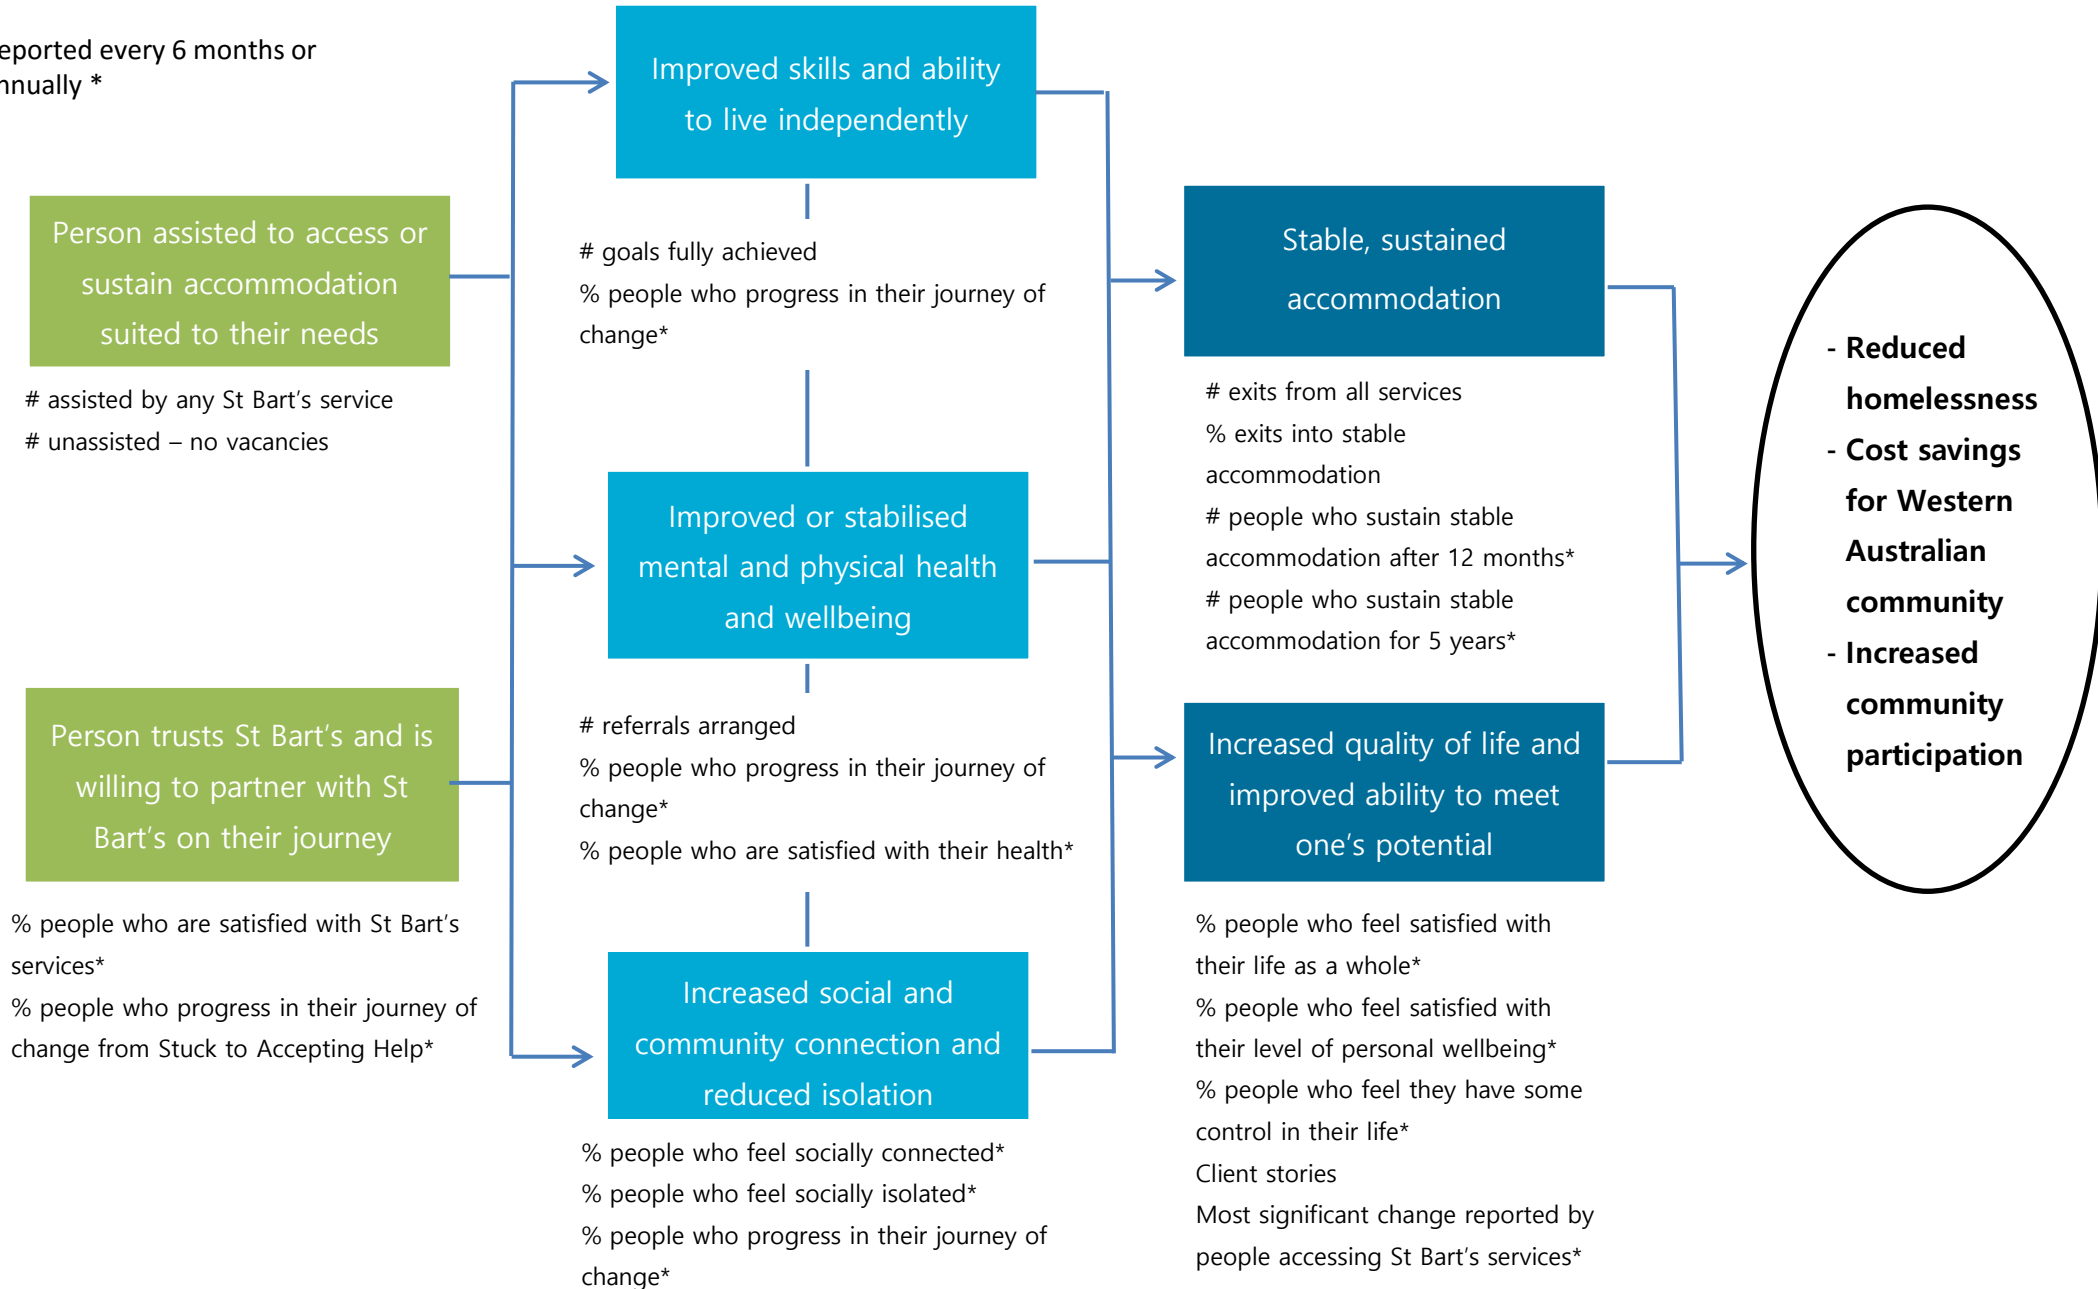 eported every 6 months or
nnually *
Person assisted to access or
sustain accommodation
suited to their needs
# assisted by any St Bart's service
# unassisted – no vacancies
Person trusts St Bart's and is
willing to partner with St
Bart's on their journey
% people who are satisfied with St Bart's
services*
% people who progress in their journey of
change from Stuck to Accepting Help*
Improved skills and ability
to live independently
# goals fully achieved
% people who progress in their journey of
change*
Improved or stabilised
mental and physical health
and wellbeing
# referrals arranged
% people who progress in their journey of
change*
% people who are satisfied with their health*
Increased social and
community connection and
reduced isolation
% people who feel socially connected*
% people who feel socially isolated*
% people who progress in their journey of
change*
Stable, sustained
accommodation
# exits from all services
% exits into stable
accommodation
# people who sustain stable
accommodation after 12 months*
# people who sustain stable
accommodation for 5 years*
Increased quality of life and
improved ability to meet
one's potential
% people who feel satisfied with
their life as a whole*
% people who feel satisfied with
their level of personal wellbeing*
% people who feel they have some
control in their life*
Client stories
Most significant change reported by
people accessing St Bart's services*
- Reduced
homelessness
- Cost savings
for Western
Australian
community
- Increased
community
participation